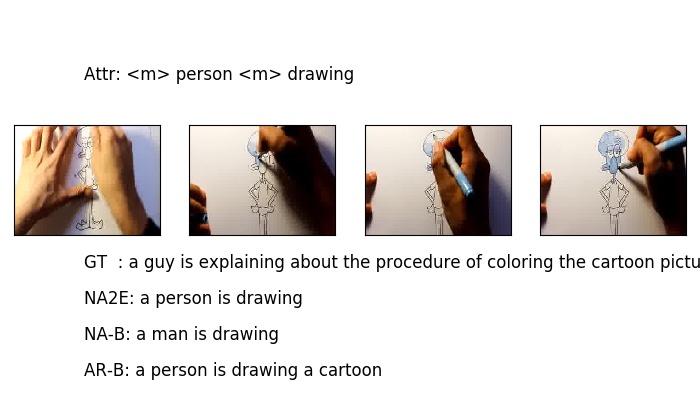 Attr: <m> person <m> drawing
GT  : a guy is explaining about the procedure of coloring the cartoon pictu
NA2E: a person is drawing
NA-B: a man is drawing
AR-B: a person is drawing a cartoon